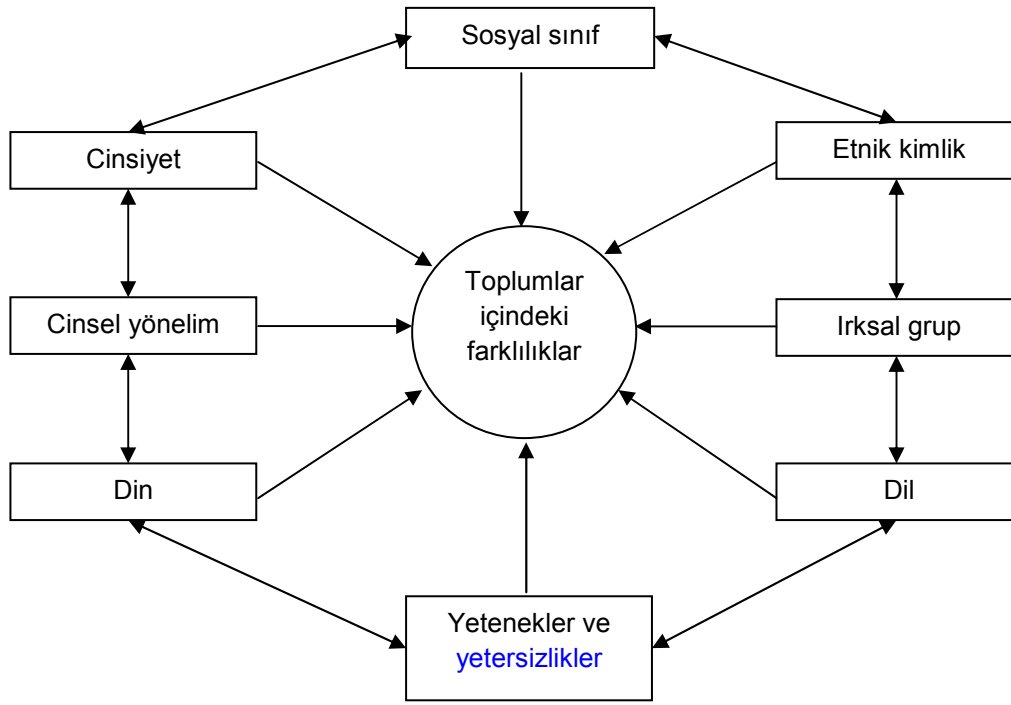 Sosyal sınıf
Cinsiyet
Etnik kimlik
Toplumlar
içindeki
farklılıklar
Cinsel yönelim
Irksal grup
Din
Dil
Yetenekler ve
yetersizlikler